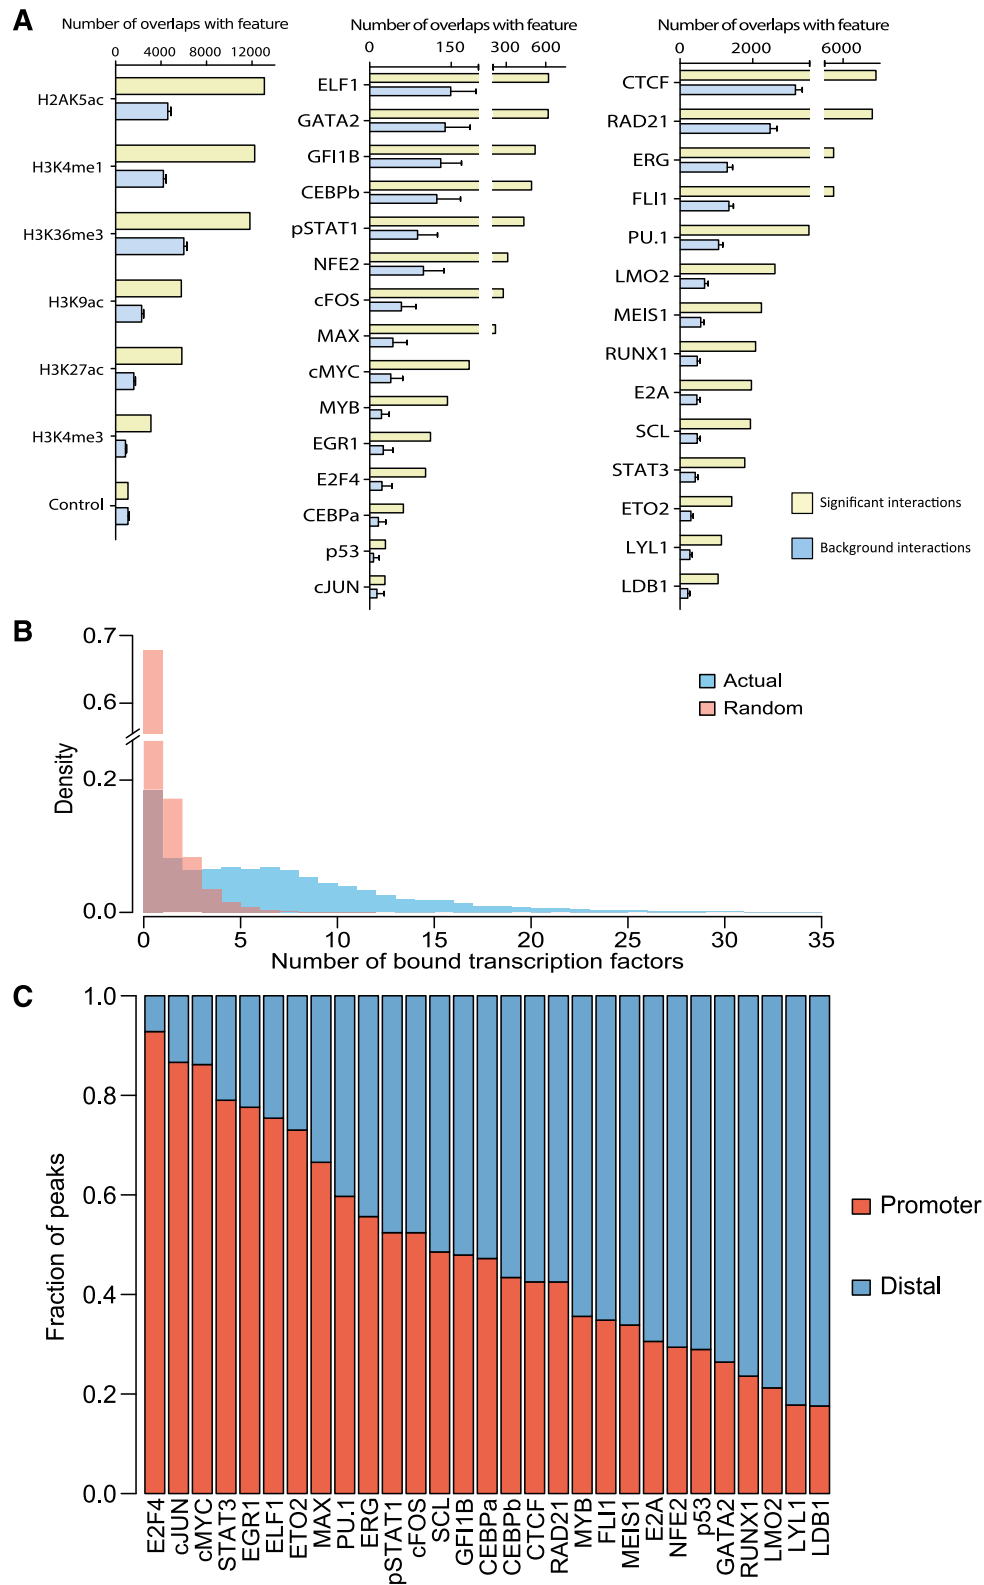 A
Number of overlaps with feature
0 4000 8000 12000
H2AK5ac
H3K4me1
H3K36me3
H3K9ac
H3K27ac
H3K4me3
Control
Number of overlaps with feature
0 150 300 600
ELF1
GATA2
GFI1B
CEBPb
pSTAT1
NFE2
cFOS
MAX
cMYC
MYB
EGR1
E2F4
CEBPa
p53
cJUN
Number of overlaps with feature
0 2000 6000
CTCF
RAD21
ERG
FLI1
PU.1
LMO2
MEIS1
RUNX1
E2A
SCL
STAT3
ETO2
LYL1
LDB1
Significant interactions
Background interactions
B
0.7
0.6
0.2
0.0
Density
Actual
Random
0 5 10 15 20 25 30 35
Number of bound transcription factors
C
1.0
0.8
0.6
0.4
0.2
0.0
Fraction of peaks
Promoter
Distal
E2F4
cJUN
cMYC
STAT3
EGR1
ELF1
ETO2
MAX
PU.1
ERG
pSTAT1
cFOS
SCL
GFI1B
CEBPa
CEBPb
CTCF
RAD21
MYB
FLI1
MEIS1
E2A
NFE2
p53
GATA2
RUNX1
LMO2
LYL1
LDB1